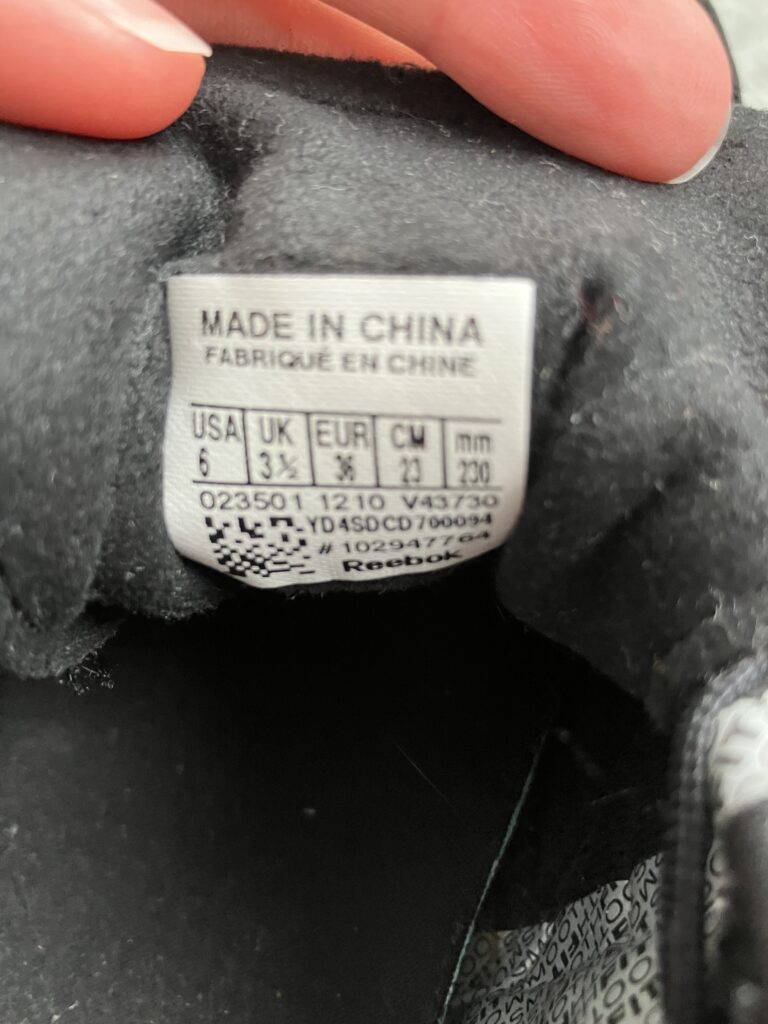 MADE IN CHINA
FABRIQUÉ EN CHINE
USA UK EUR CM mm
6 3½ 36 23 230
023501 1210 V43730
YD4SDCD700094
# 102947764
Reebok